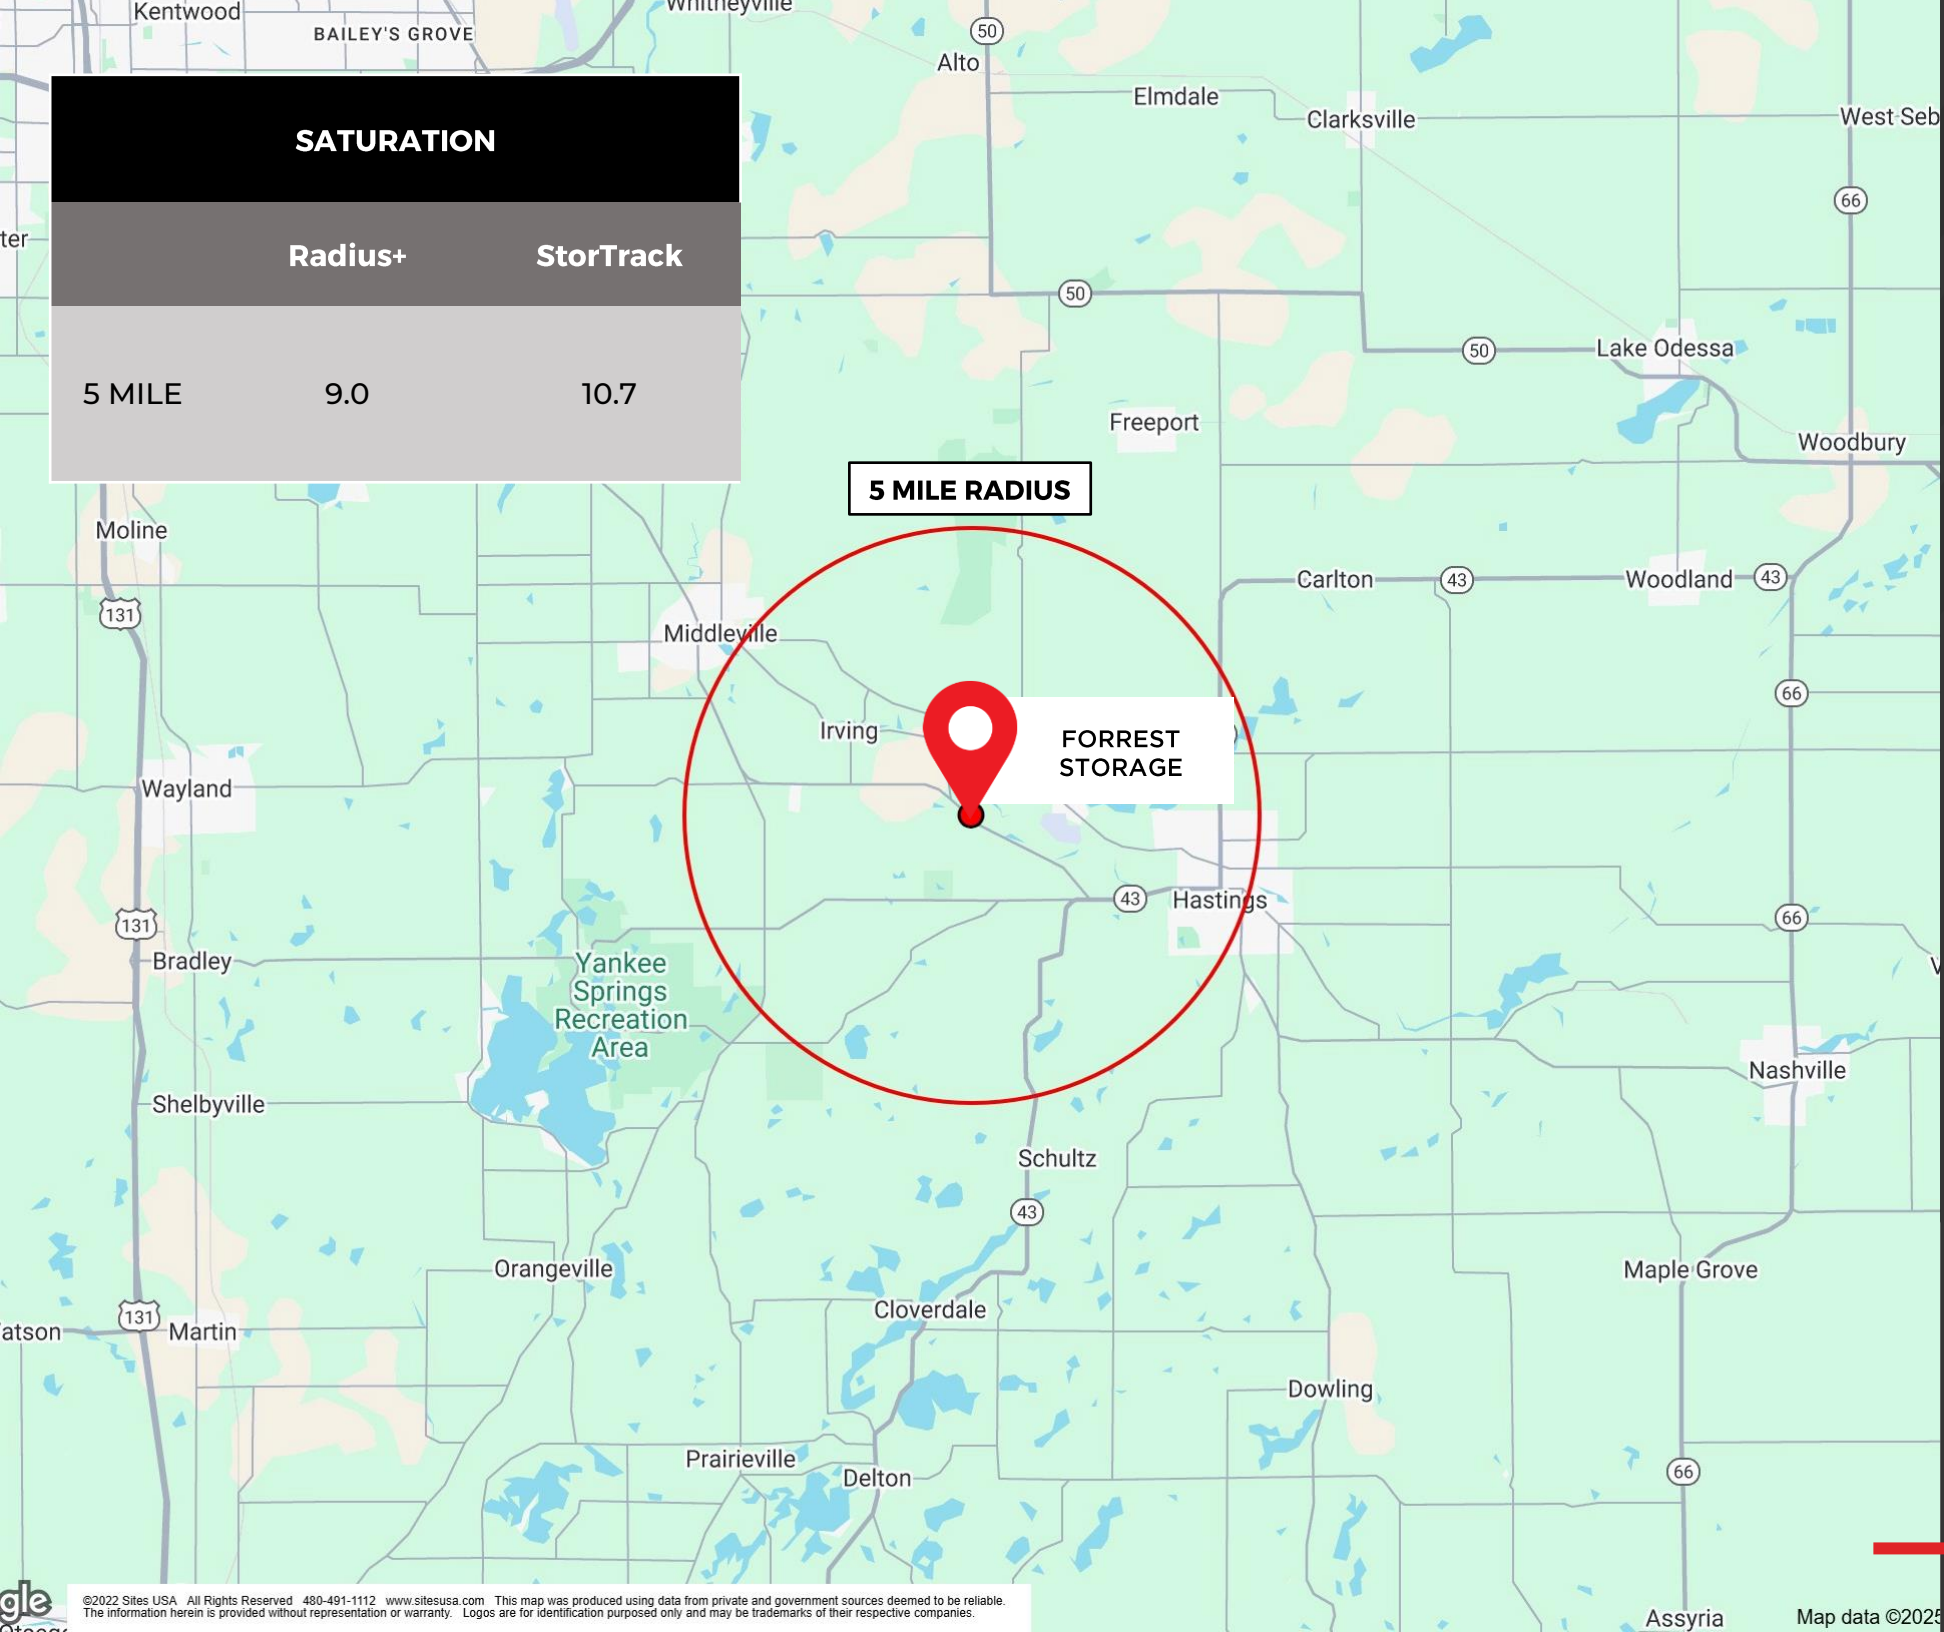 Whitneyville
Kentwood
BAILEY'S GROVE
50
Alto
Elmdale
Clarksville
West Seb
SATURATION
66
ter
Radius+ StorTrack
50
Lake Odessa
50
5 MILE 9.0 10.7
Freeport
Woodbury
5 MILE RADIUS
Moline
Carlton
43
Woodland
43
131
Middleville
66
Irving
FORREST
STORAGE
Wayland
43
Hastings
66
131
Bradley
Yankee
Springs
Recreation
Area
Nashville
Shelbyville
Schultz
43
Orangeville
Maple Grove
Cloverdale
131
atson
Martin
Dowling
Prairieville
Delton
66
gle
©2022 Sites USA All Rights Reserved 480-491-1112 www.sitesusa.com This map was produced using data from private and government sources deemed to be reliable.
The information herein is provided without representation or warranty. Logos are for identification purposed only and may be trademarks of their respective companies.
Assyria
Map data ©2025